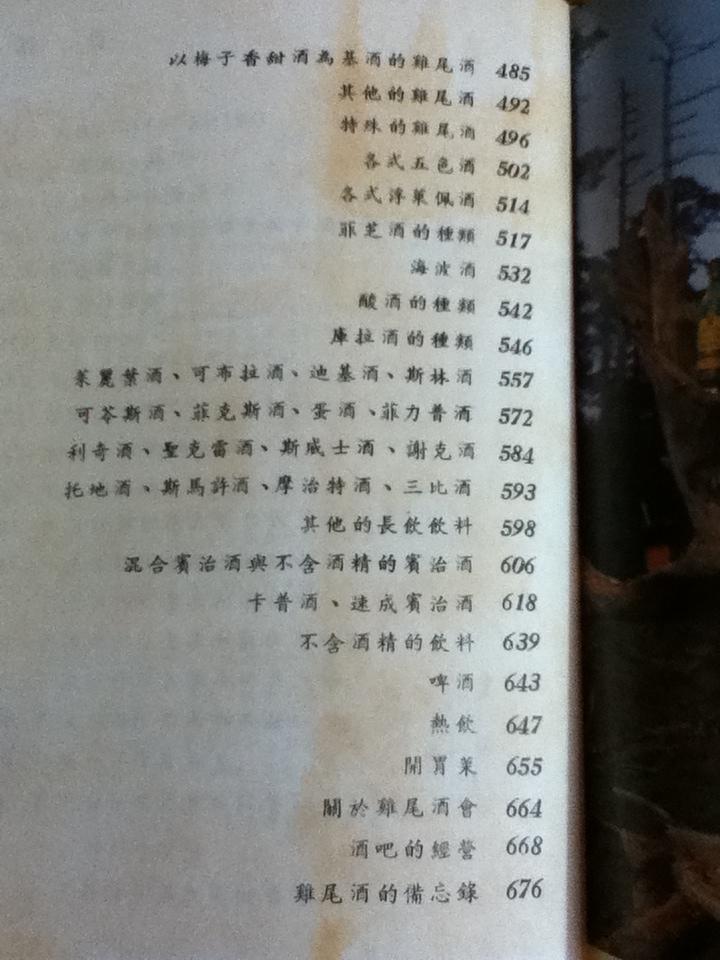 以梅子香甜酒為基酒的雞尾酒 485
其他的雞尾酒 492
特殊的雞尾酒 496
各式五色酒 502
各式浮萊佩酒 514
菲芝酒的種類 517
海波酒 532
酸酒的種類 542
庫拉酒的種類 546
茱麗葉酒、可布拉酒、迪基酒、斯林酒 557
可苓斯酒、菲克斯酒、蛋酒、菲力普酒 572
利奇酒、聖克雷酒、斯威士酒、謝克酒 584
托地酒、斯馬許酒、摩治特酒、三比酒 593
其他的長飲飲料 598
混合賓治酒與不含酒精的賓治酒 606
卡普酒、速成賓治酒 618
不含酒精的飲料 639
啤酒 643
熱飲 647
開胃菜 655
關於雞尾酒會 664
酒吧的經營 668
雞尾酒的備忘錄 676